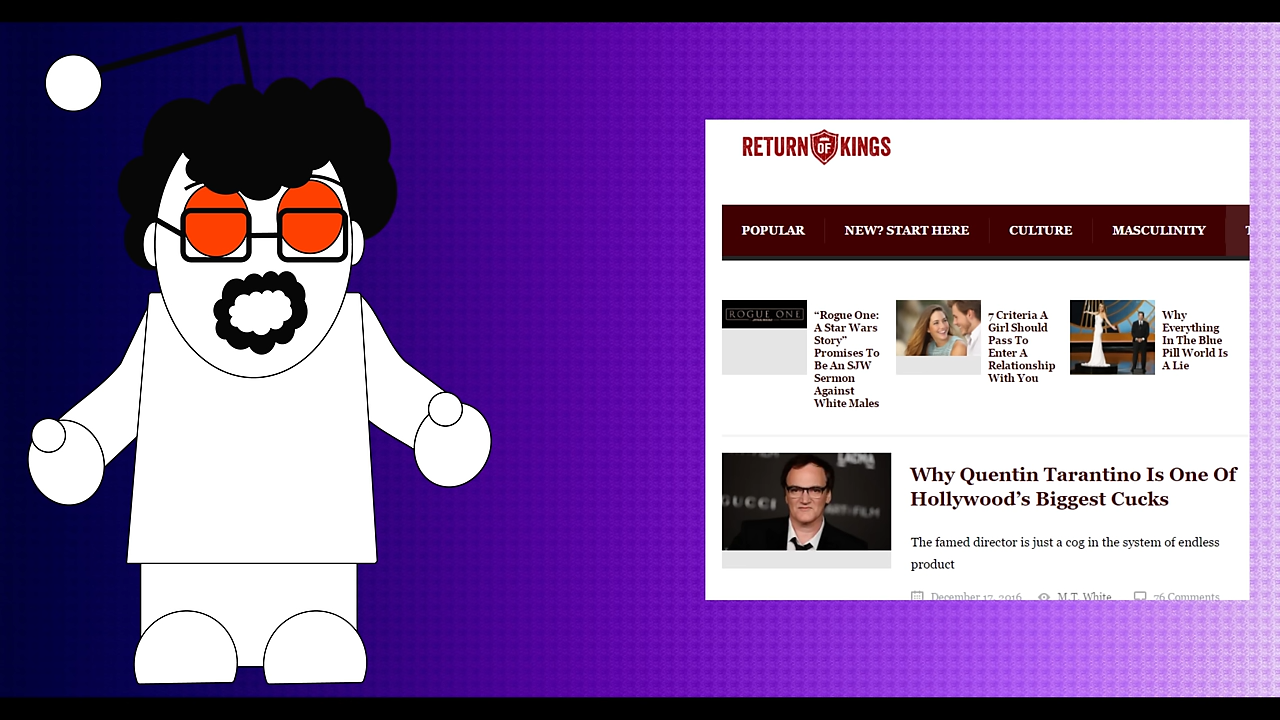 RETURN OF KINGS
POPULAR NEW? START HERE CULTURE MASCULINITY T
ROGUE ONE
“Rogue One:
A Star Wars
Story”
Promises To
Be An SJW
Sermon
Against
White Males
7 Criteria A
Girl Should
Pass To
Enter A
Relationship
With You
Why
Everything
In The Blue
Pill World Is
A Lie
GUCCI
ART+FILM
Why Quentin Tarantino Is One Of
Hollywood’s Biggest Cucks
The famed director is just a cog in the system of endless
product
December 17, 2016 M.T. White 76 Comments